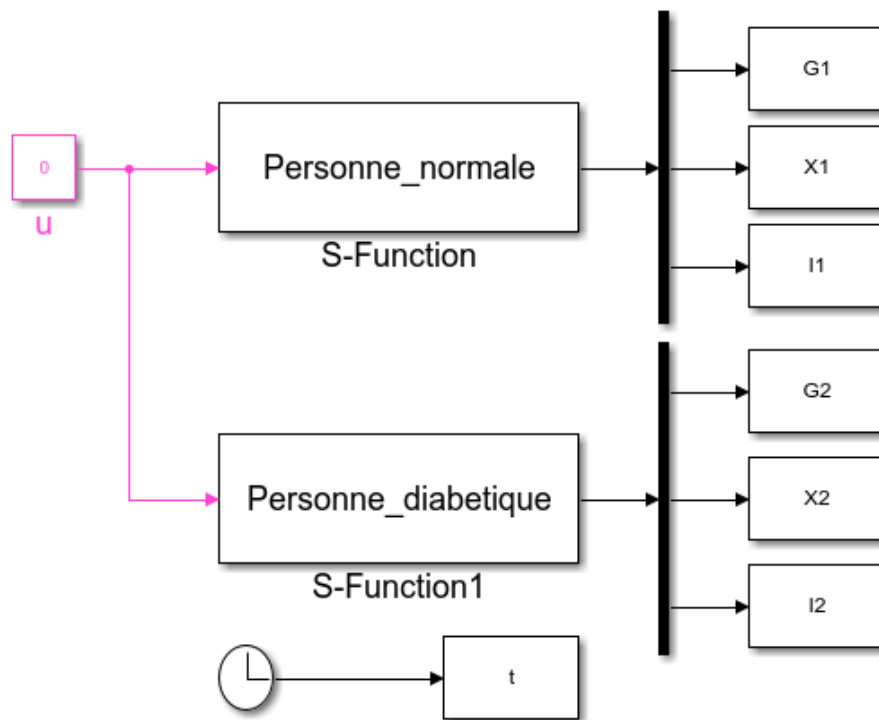 0
u
Personne_normale
S-Function
G1
X1
I1
Personne_diabetique
S-Function1
G2
X2
I2
t